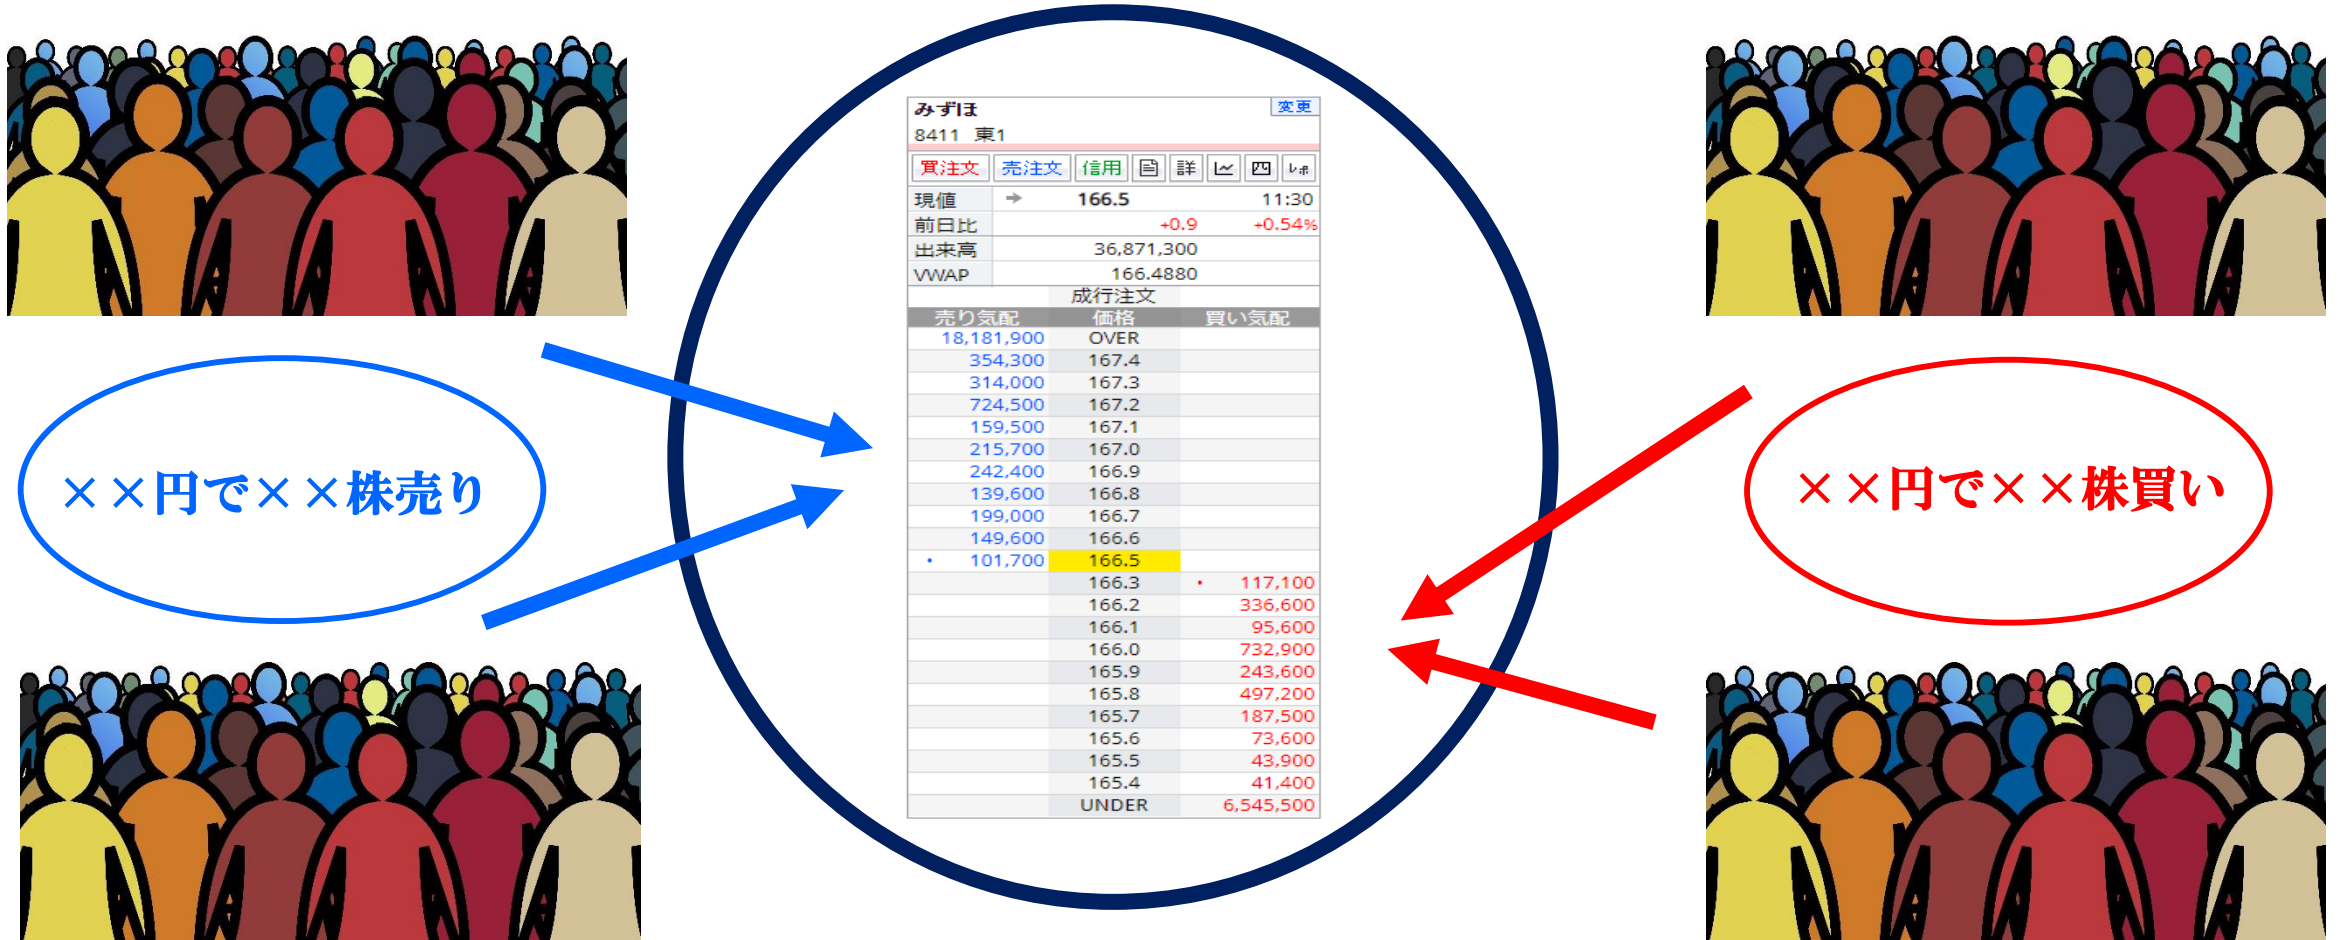 みずほ 変更
8411 東1
買注文 売注文 信用 詳 四 レポ
現値 → 166.5 11:30
前日比 +0.9 +0.54%
出来高 36,871,300
VWAP 166.4880
成行注文
売り気配 価格 買い気配
18,181,900 OVER
354,300 167.4
314,000 167.3
724,500 167.2
159,500 167.1
215,700 167.0
242,400 166.9
139,600 166.8
199,000 166.7
149,600 166.6
・ 101,700 166.5
166.3 ・ 117,100
166.2 336,600
166.1 95,600
166.0 732,900
165.9 243,600
165.8 497,200
165.7 187,500
165.6 73,600
165.5 43,900
165.4 41,400
UNDER 6,545,500
××円で××株売り
××円で××株買い